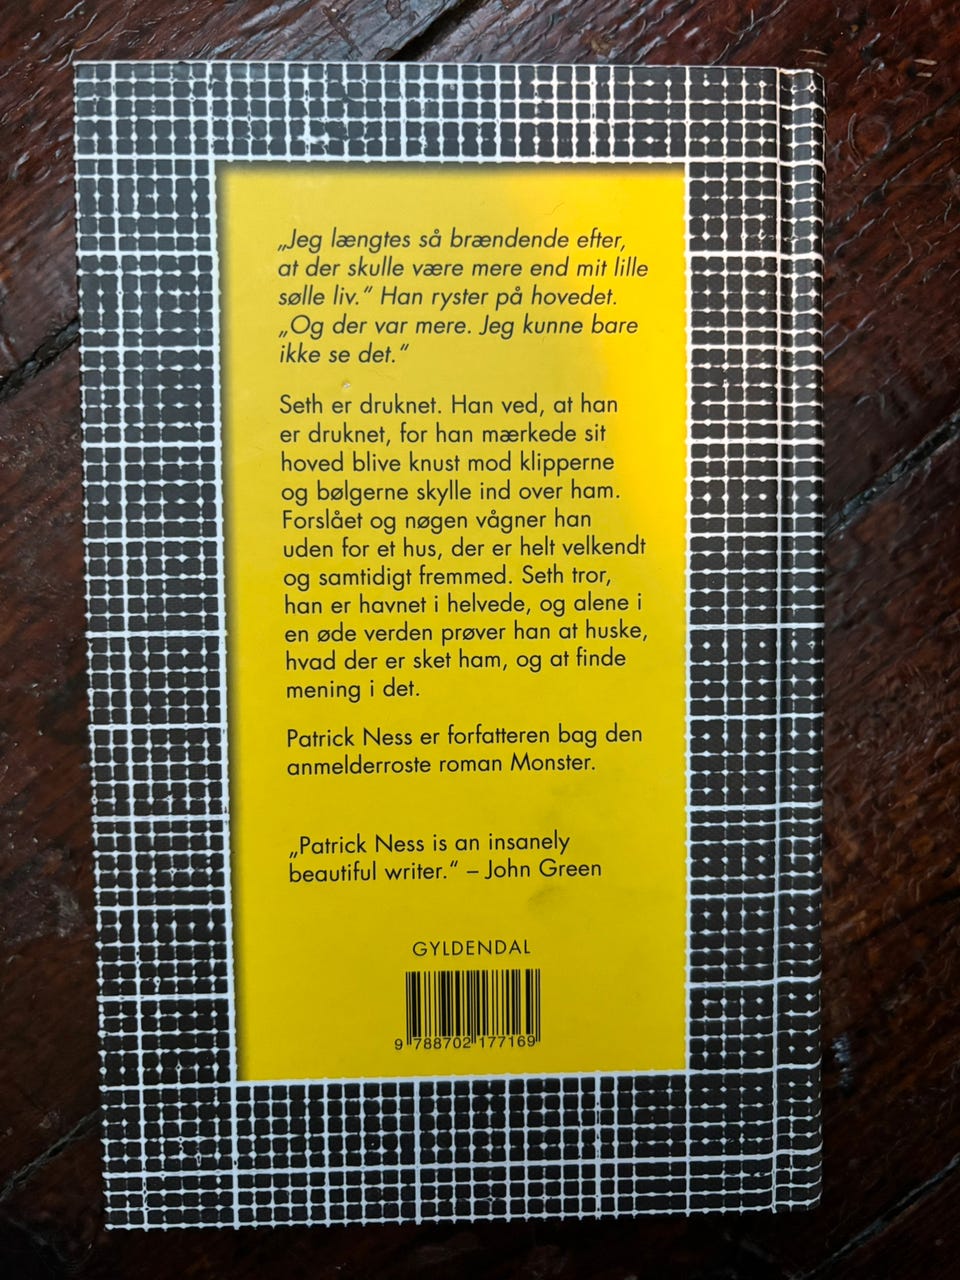 „Jeg længtes så brændende efter,
at der skulle være mere end mit lille
sølle liv.“ Han ryster på hovedet.
„Og der var mere. Jeg kunne bare
ikke se det.“
Seth er druknet. Han ved, at han
er druknet, for han mærkede sit
hoved blive knust mod klipperne
og bølgerne skylle ind over ham.
Forslået og nøgen vågner han
uden for et hus, der er helt velkendt
og samtidigt fremmed. Seth tror,
han er havnet i helvede, og alene i
en øde verden prøver han at huske,
hvad der er sket ham, og at finde
mening i det.
Patrick Ness er forfatteren bag den
anmelderroste roman Monster.
„Patrick Ness is an insanely
beautiful writer.“ – John Green
GYLDENDAL
9 788702 177169